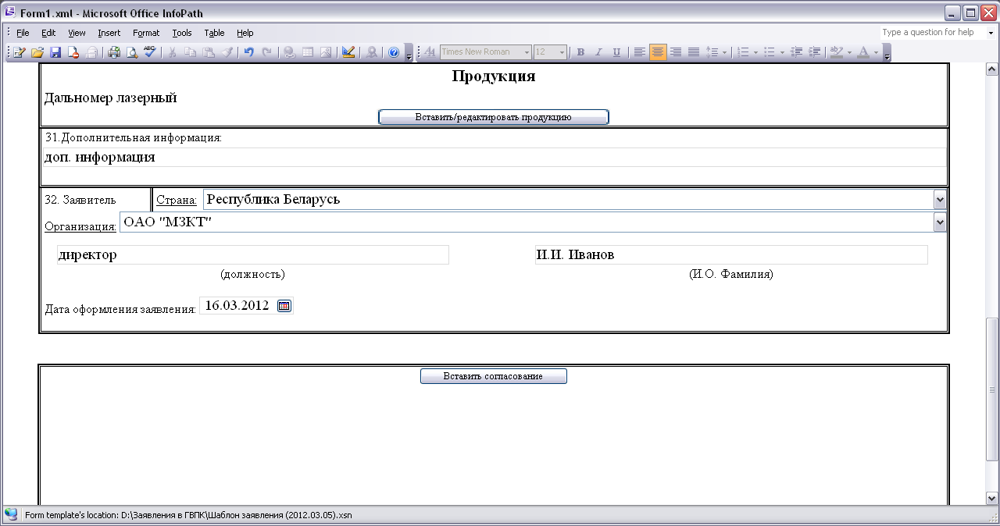 Form1.xml - Microsoft Office InfoPath
File Edit View Insert Format Tools Table Help
Type a question for help
Times New Roman 12 B I U
Продукция
Дальномер лазерный
Вставить/редактировать продукцию
31.Дополнительная информация:
доп. информация
32. Заявитель Страна: Республика Беларусь
Организация: ОАО "МЗКТ"
директор И.И. Иванов
(должность) (И.О. Фамилия)
Дата оформления заявления: 16.03.2012
Вставить согласование
Form template's location: D:\Заявления в ГВПК\Шаблон заявления (2012.03.05).xsn